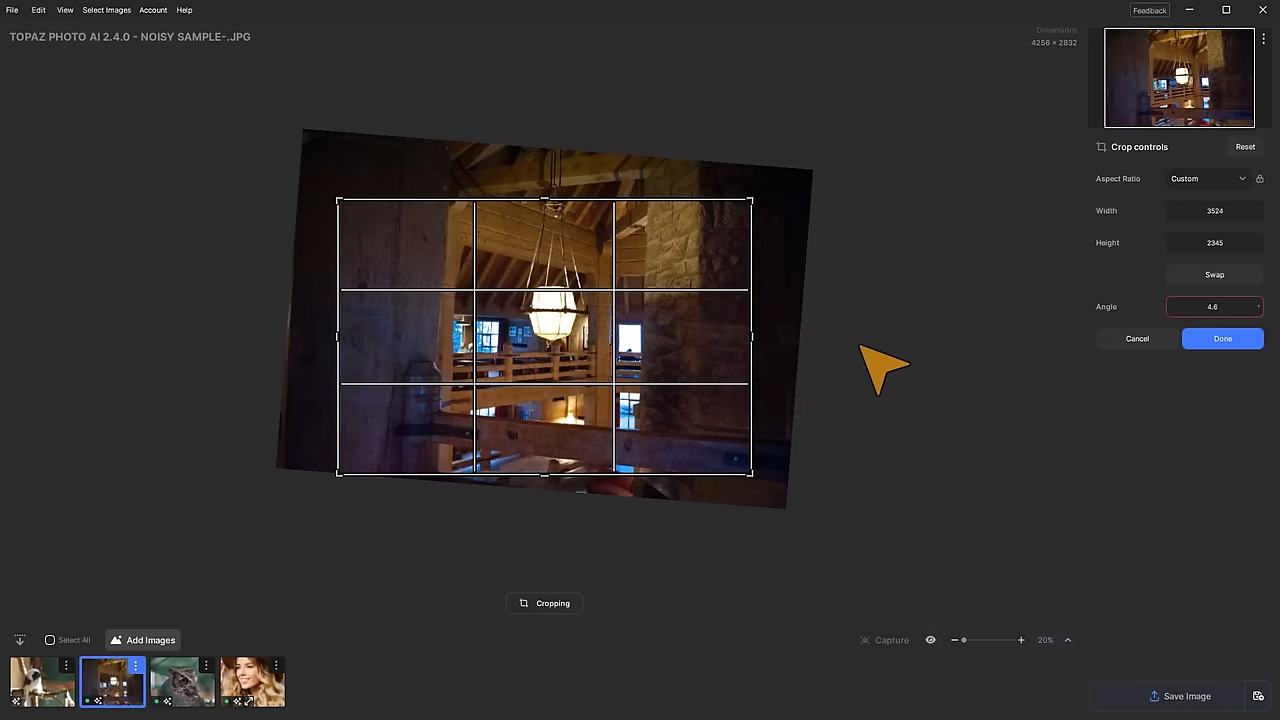 File Edit View Select Images Account Help Feedback
TOPAZ PHOTO AI 2.4.0 - NOISY SAMPLE-.JPG
Dimensions
4256 × 2832
Crop controls Reset
Aspect Ratio Custom
Width 3524
Height 2345
Swap
Angle 4.6
Cancel Done
Cropping
Select All Add Images Capture 20%
Save Image